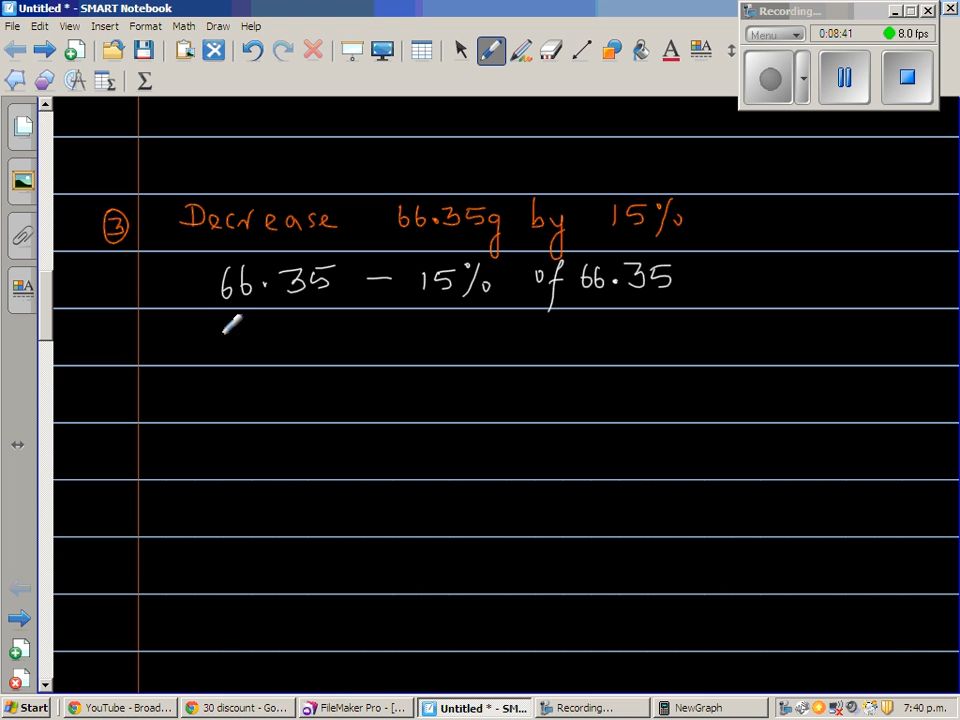 Untitled * - SMART Notebook
Recording...
File Edit View Insert Format Tools Draw Help
Menu 0:08:41 8.0 fps
③ Decrease 66.35g by 15%
66.35 - 15% of 66.35
Start YouTube - Broad... 30 discount - Go... FileMaker Pro - [... Untitled * - SM... Recording... NewGraph 7:40 p.m.